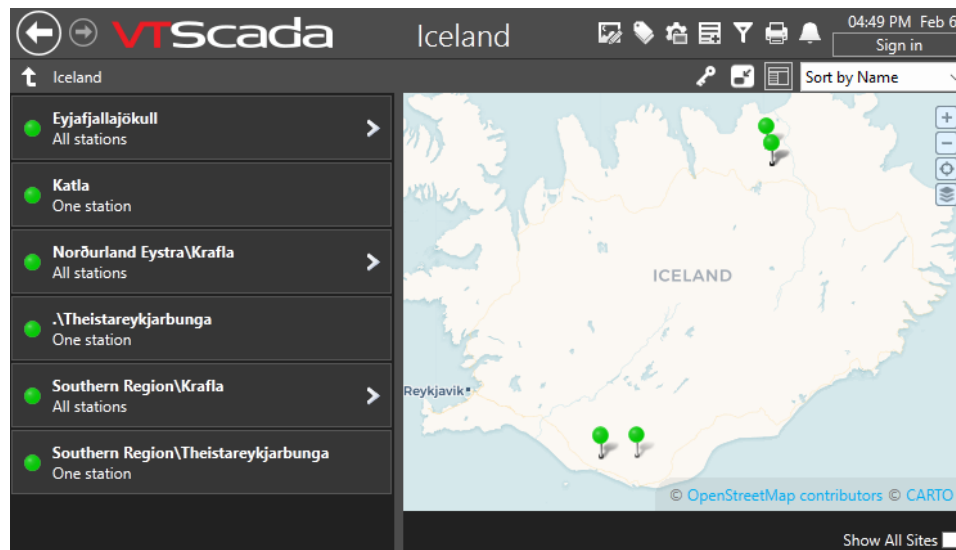 VTScada
Iceland
04:49 PM Feb 6
Sign in
Iceland
Sort by Name
Eyjafjallajökull
All stations
Katla
One station
Norðurland Eystra\Krafla
All stations
.\Theistareykjarbunga
One station
Southern Region\Krafla
All stations
Southern Region\Theistareykjarbunga
One station
ICELAND
Reykjavik
© OpenStreetMap contributors © CARTO
Show All Sites